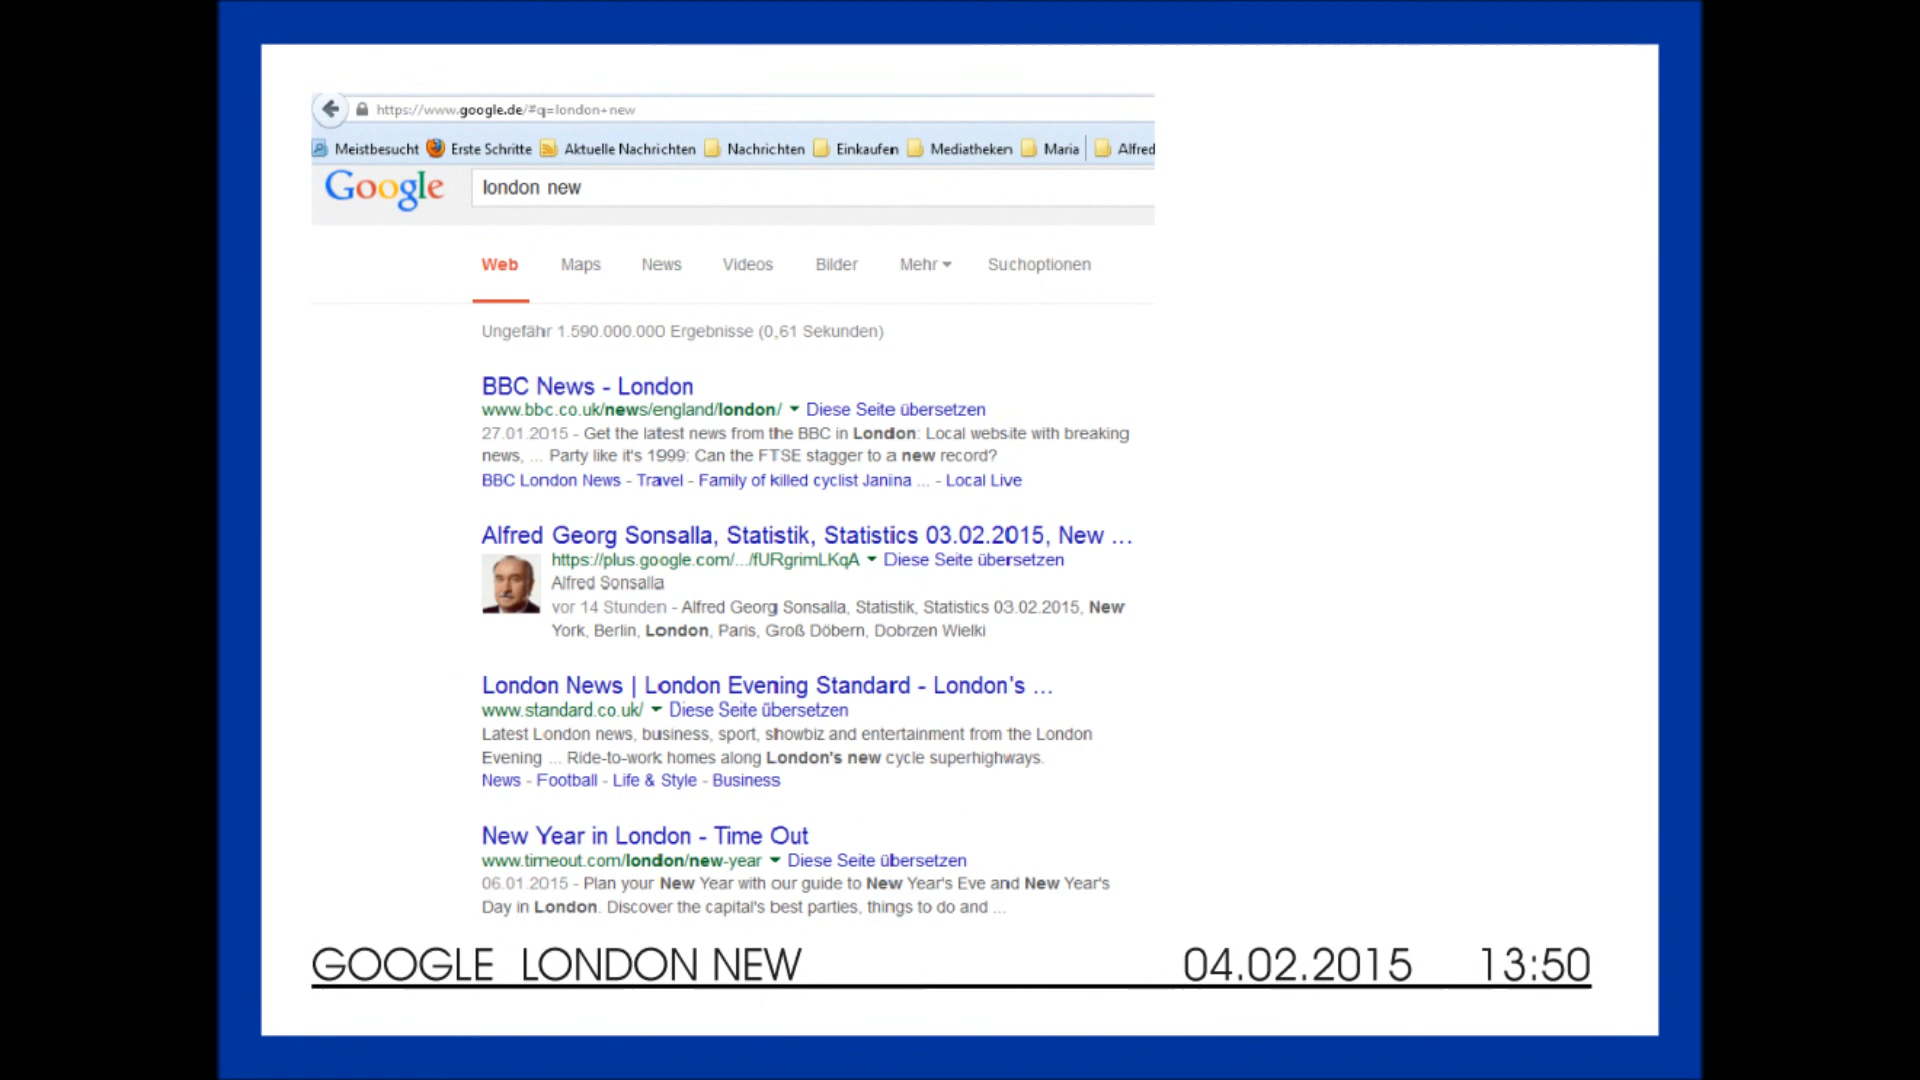 https://www.google.de/#q=london+new
Meistbesucht Erste Schritte Aktuelle Nachrichten Nachrichten Einkaufen Mediatheken Maria Alfred
Google london new
Web Maps News Videos Bilder Mehr Suchoptionen
Ungefähr 1.590.000.000 Ergebnisse (0,61 Sekunden)
BBC News - London
www.bbc.co.uk/news/england/london/ Diese Seite übersetzen
27.01.2015 - Get the latest news from the BBC in London: Local website with breaking
news, ... Party like it's 1999: Can the FTSE stagger to a new record?
BBC London News - Travel - Family of killed cyclist Janina ... - Local Live
Alfred Georg Sonsalla, Statistik, Statistics 03.02.2015, New ...
https://plus.google.com/.../fURgrimLKqA Diese Seite übersetzen
Alfred Sonsalla
vor 14 Stunden - Alfred Georg Sonsalla, Statistik, Statistics 03.02.2015, New
York, Berlin, London, Paris, Groß Döbern, Dobrzen Wielki
London News | London Evening Standard - London's ...
www.standard.co.uk/ Diese Seite übersetzen
Latest London news, business, sport, showbiz and entertainment from the London
Evening ... Ride-to-work homes along London's new cycle superhighways.
News - Football - Life & Style - Business
New Year in London - Time Out
www.timeout.com/london/new-year Diese Seite übersetzen
06.01.2015 - Plan your New Year with our guide to New Year's Eve and New Year's
Day in London. Discover the capital's best parties, things to do and ...
GOOGLE LONDON NEW 04.02.2015 13:50